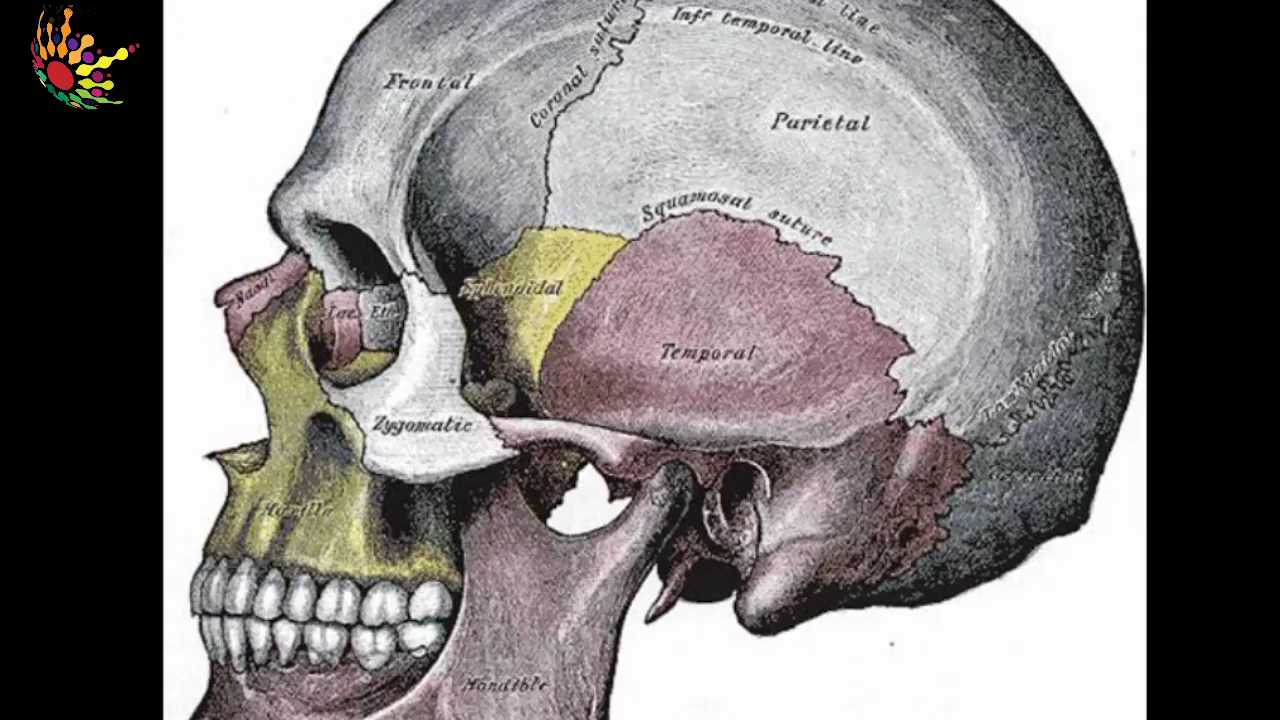 Infr temporal line
Coronal suture
Frontal
Parietal
Squamosal suture
Nasal
Lac.
Eth
Sphenoidal
Temporal
Zygomatic
Maxilla
Mandible